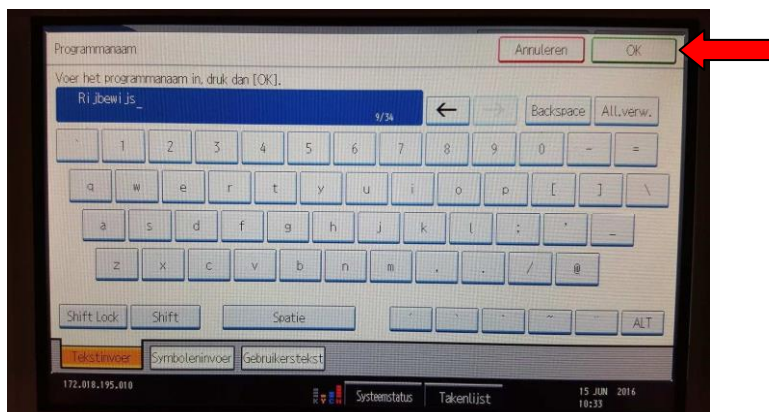 Programmanaam
Annuleren
OK
Voer het programmanaam in, druk dan [OK].
Rijbewijs_
9/34
← → Backspace All.verw.
` 1 2 3 4 5 6 7 8 9 0 - =
q w e r t y u i o p [ ] \
a s d f g h j k l ; ' _
z x c v b n m , . / @
Shift Lock Shift Spatie ALT
Tekstinvoer Symboleninvoer Gebruikerstekst
172.018.195.010
Systeemstatus Takenlijst
15 JUN 2016
10:33